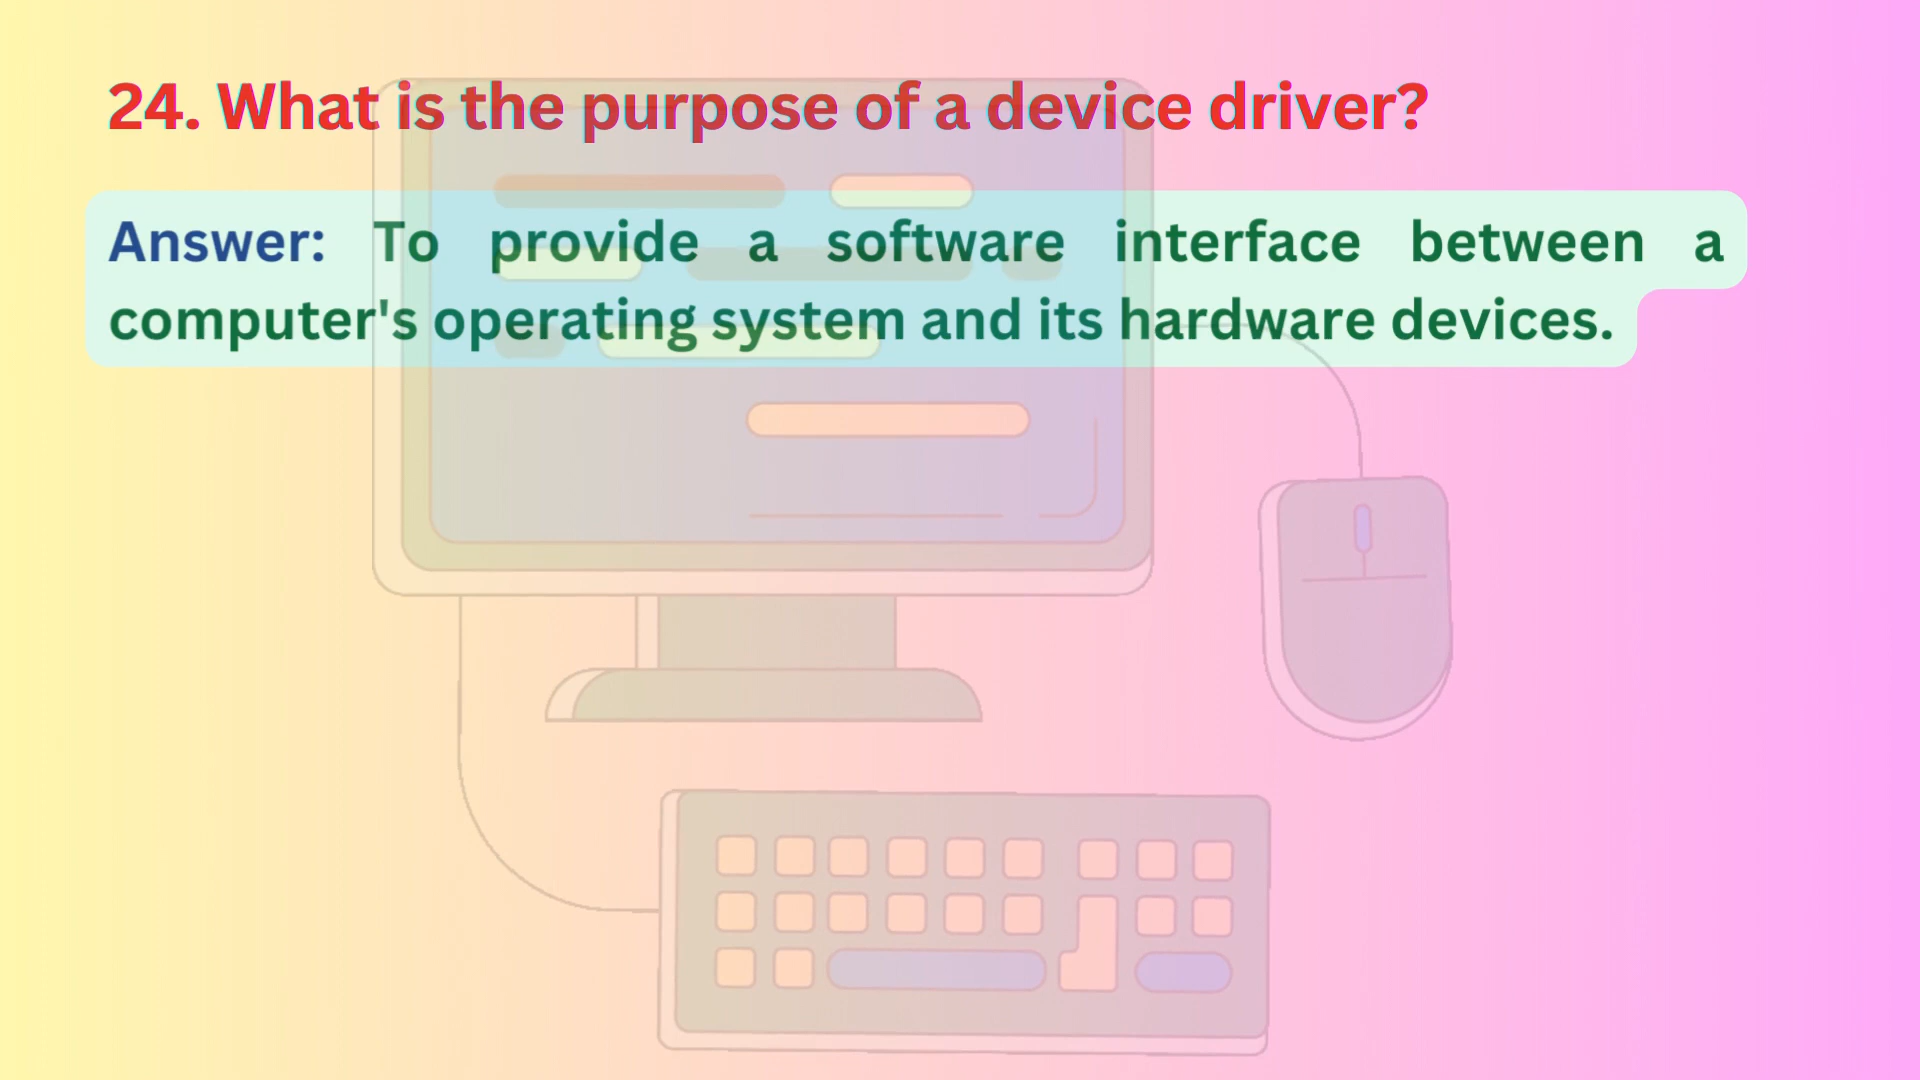 24. What is the purpose of a device driver?
Answer: To provide a software interface between a
computer's operating system and its hardware devices.